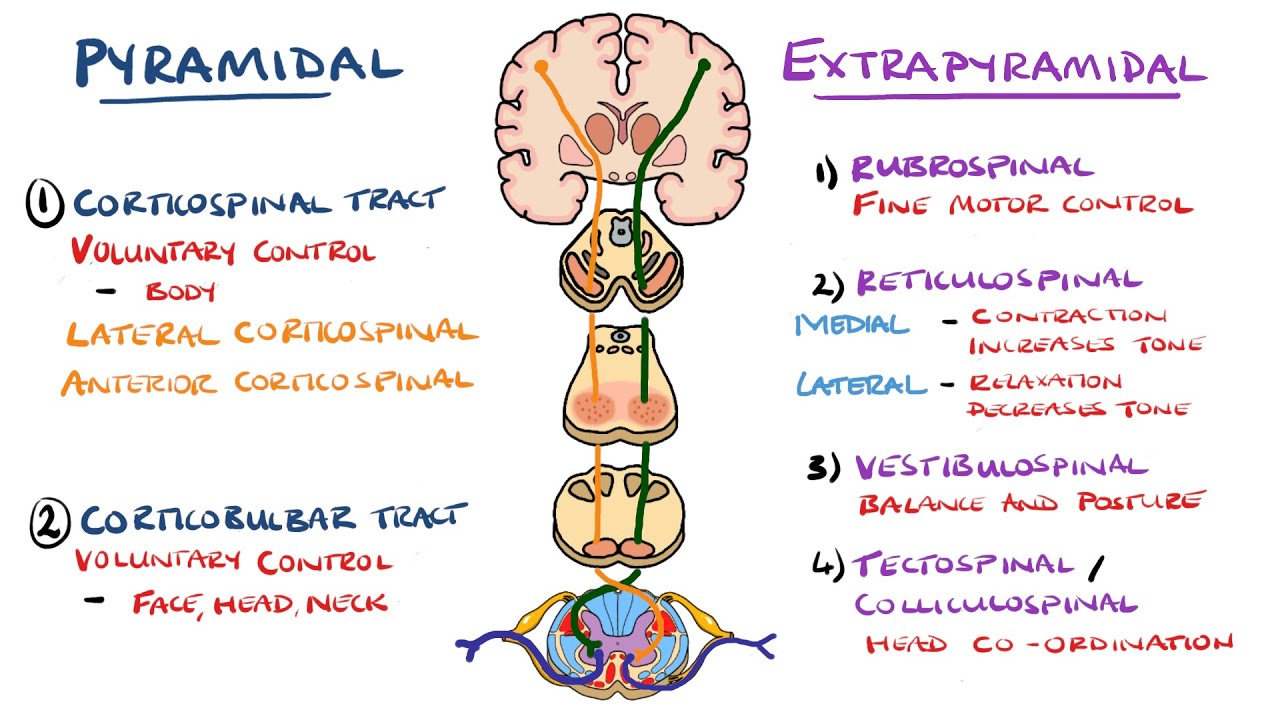 PYRAMIDAL
1 CORTICOSPINAL TRACT
VOLUNTARY CONTROL
- BODY
LATERAL CORTICOSPINAL
ANTERIOR CORTICOSPINAL
2 CORTICOBULBAR TRACT
VOLUNTARY CONTROL
- FACE, HEAD, NECK
EXTRAPYRAMIDAL
1) RUBROSPINAL
FINE MOTOR CONTROL
2) RETICULOSPINAL
MEDIAL - CONTRACTION
INCREASES TONE
LATERAL - RELAXATION
DECREASES TONE
3) VESTIBULOSPINAL
BALANCE AND POSTURE
4) TECTOSPINAL /
COLLICULOSPINAL
HEAD CO-ORDINATION